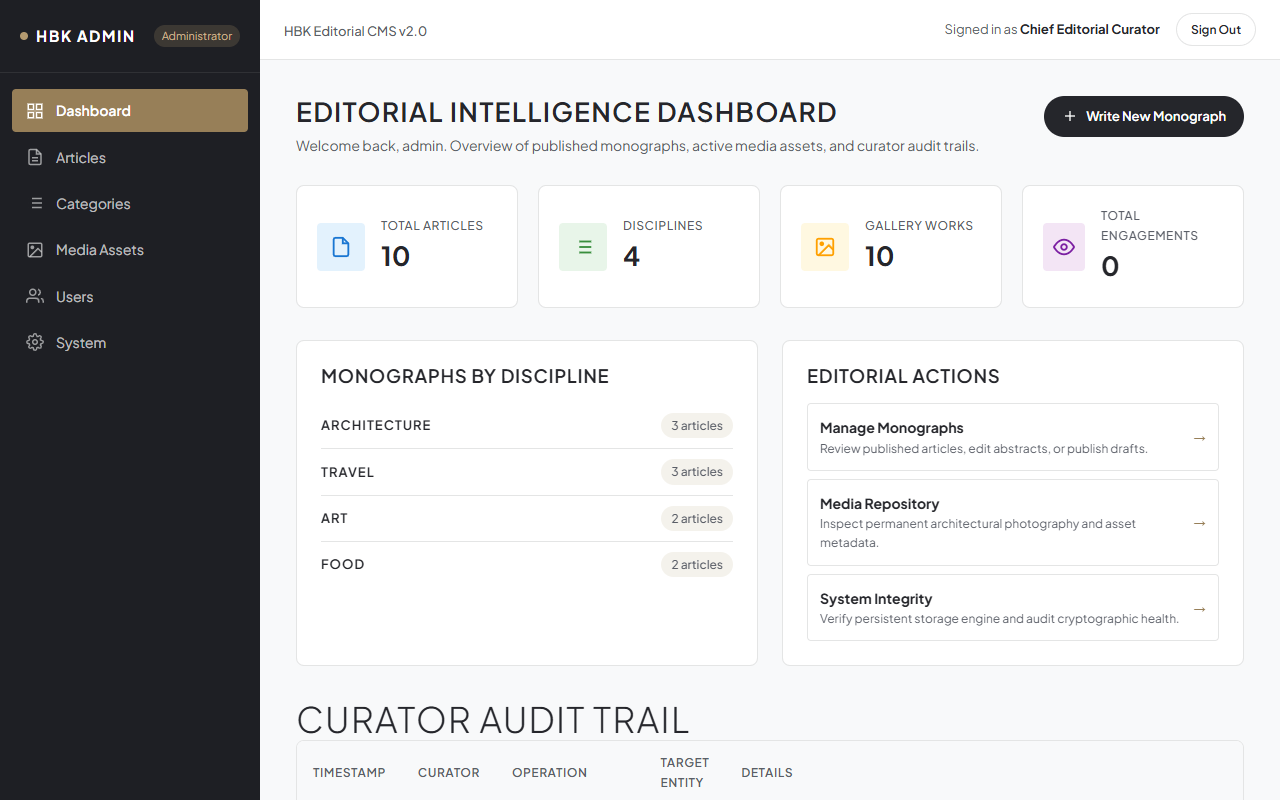 HBK ADMIN
Administrator
Dashboard
Articles
Categories
Media Assets
Users
System
HBK Editorial CMS v2.0
Signed in as Chief Editorial Curator
Sign Out
EDITORIAL INTELLIGENCE DASHBOARD
Welcome back, admin. Overview of published monographs, active media assets, and curator audit trails.
Write New Monograph
TOTAL ARTICLES
10
DISCIPLINES
4
GALLERY WORKS
10
TOTAL
ENGAGEMENTS
0
MONOGRAPHS BY DISCIPLINE
ARCHITECTURE
3 articles
TRAVEL
3 articles
ART
2 articles
FOOD
2 articles
EDITORIAL ACTIONS
Manage Monographs
Review published articles, edit abstracts, or publish drafts.
→
Media Repository
Inspect permanent architectural photography and asset
metadata.
→
System Integrity
Verify persistent storage engine and audit cryptographic health.
→
CURATOR AUDIT TRAIL
TIMESTAMP
CURATOR
OPERATION
TARGET
ENTITY
DETAILS